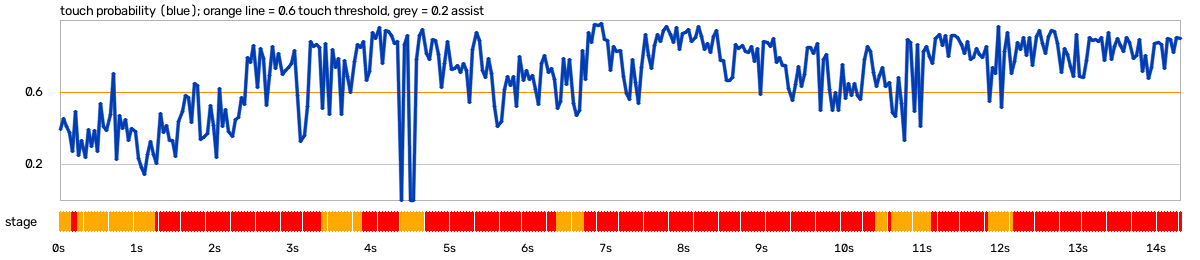 touch probability (blue); orange line = 0.6 touch threshold, grey = 0.2 assist
0.6
0.2
stage
0s 1s 2s 3s 4s 5s 6s 7s 8s 9s 10s 11s 12s 13s 14s